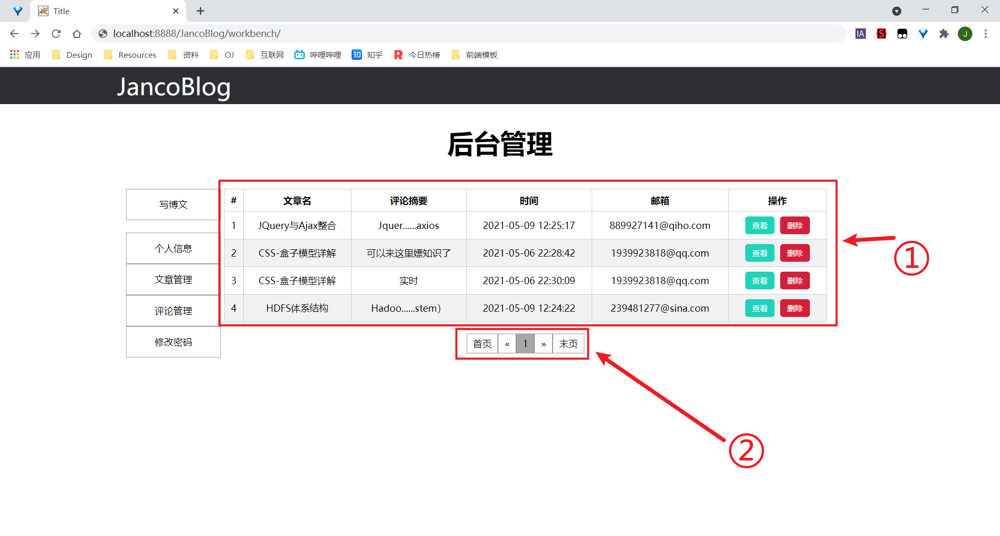 Title
localhost:8888/JancoBlog/workbench/
IA S J
应用 Design Resources 资料 OJ 互联网 哔哩哔哩 知 知乎 R 今日热榜 前端模板
JancoBlog
后台管理
写博文
个人信息
文章管理
评论管理
修改密码
# 文章名 评论摘要 时间 邮箱 操作
1 JQuery与Ajax整合 Jquer......axios 2021-05-09 12:25:17 889927141@qiho.com 查看 删除
2 CSS-盒子模型详解 可以来这里嫖知识了 2021-05-06 22:28:42 1939923818@qq.com 查看 删除
3 CSS-盒子模型详解 实时 2021-05-06 22:30:09 1939923818@qq.com 查看 删除
4 HDFS体系结构 Hadoo......stem） 2021-05-09 12:24:22 239481277@sina.com 查看 删除
①
首页 « 1 » 末页
②